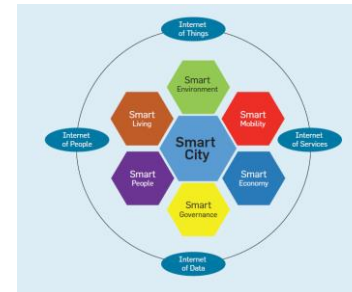 Internet
of Things
Smart
Environment
Smart
Living
Smart
Mobility
Internet
of People
Smart
City
Internet
of Services
Smart
People
Smart
Economy
Smart
Governance
Internet
of Data